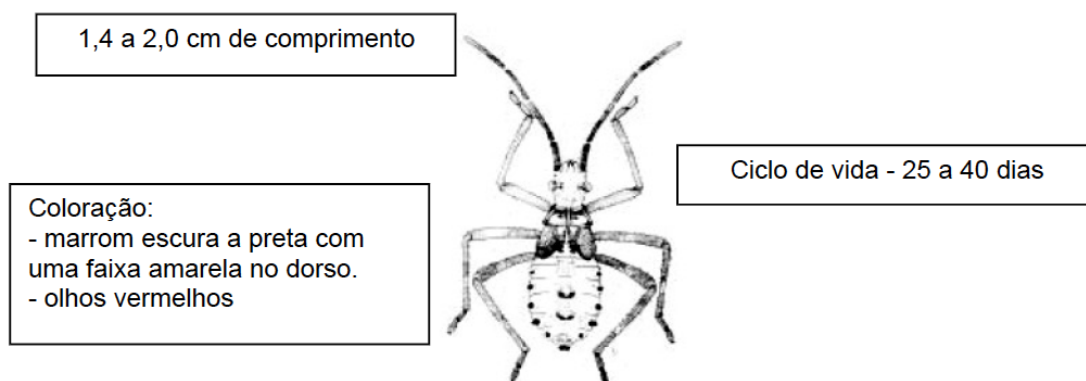 1,4 a 2,0 cm de comprimento
Ciclo de vida - 25 a 40 dias
Coloração:
- marrom escura a preta com
uma faixa amarela no dorso.
- olhos vermelhos